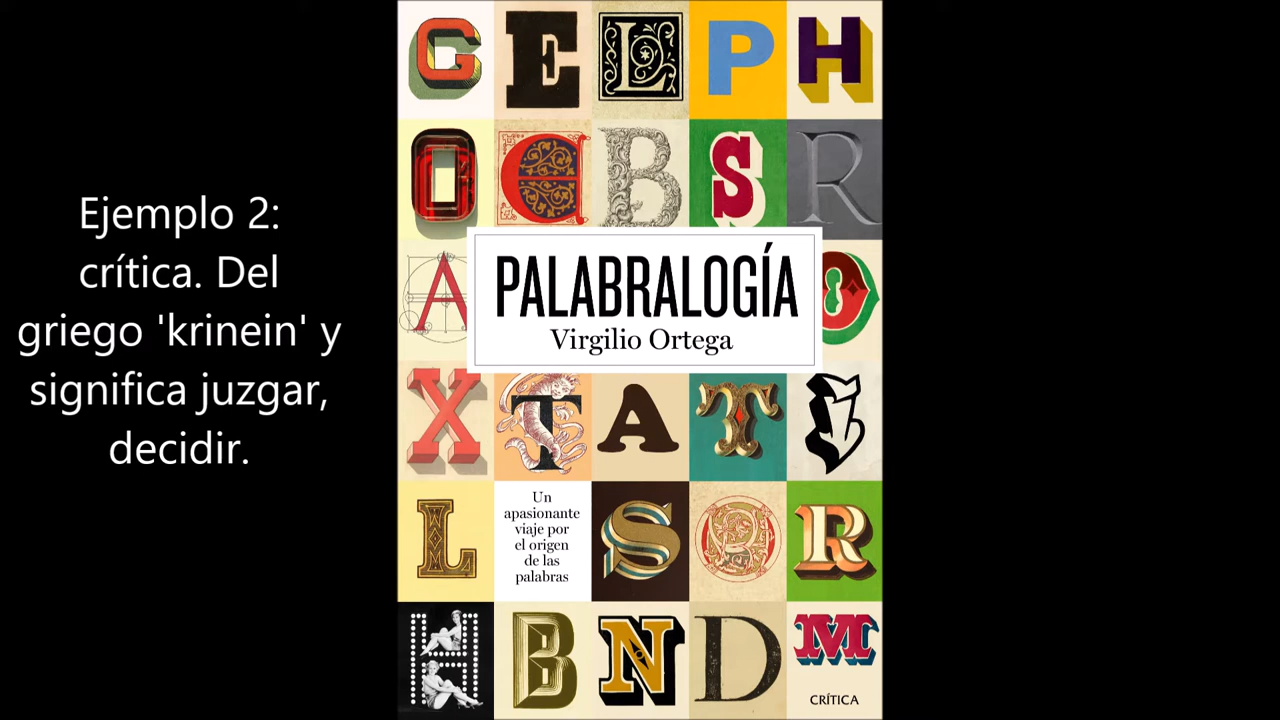 Ejemplo 2:
crítica. Del
griego 'krinein' y
significa juzgar,
decidir.
G E L P H
O E B S R
A
PALABRALOGÍA
Virgilio Ortega
O
X T A T
L
Un
apasionante
viaje por
el origen
de las
palabras
S R
H B N D M
CRÍTICA